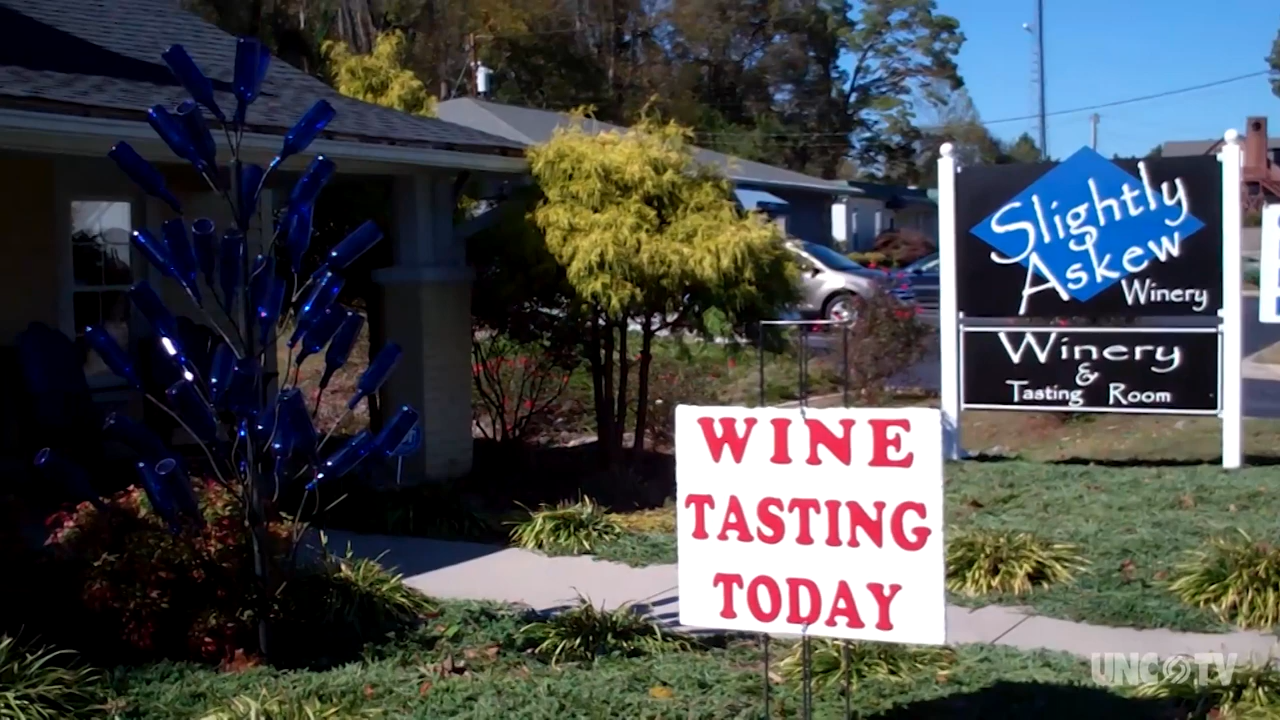 Slightly
Askew
Winery
Winery
&
Tasting Room
WINE
TASTING
TODAY
UNC TV